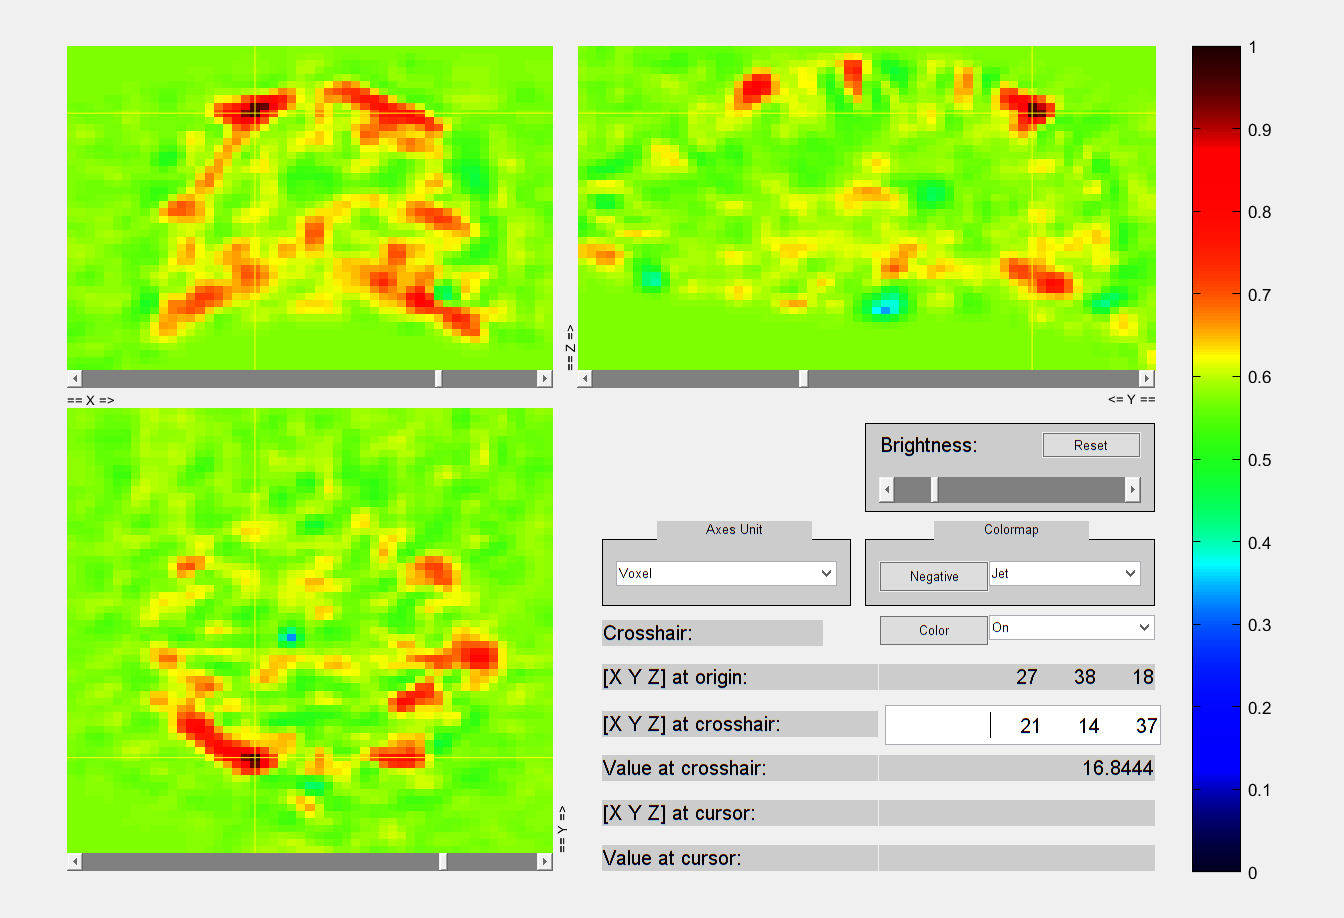 == Z =>
== X =>
<= Y ==
== Y =>
Brightness:
Reset
Axes Unit
Voxel
Colormap
Negative
Jet
Crosshair:
Color
On
[X Y Z] at origin:
27 38 18
[X Y Z] at crosshair:
21 14 37
Value at crosshair:
16.8444
[X Y Z] at cursor:
Value at cursor:
1
0.9
0.8
0.7
0.6
0.5
0.4
0.3
0.2
0.1
0